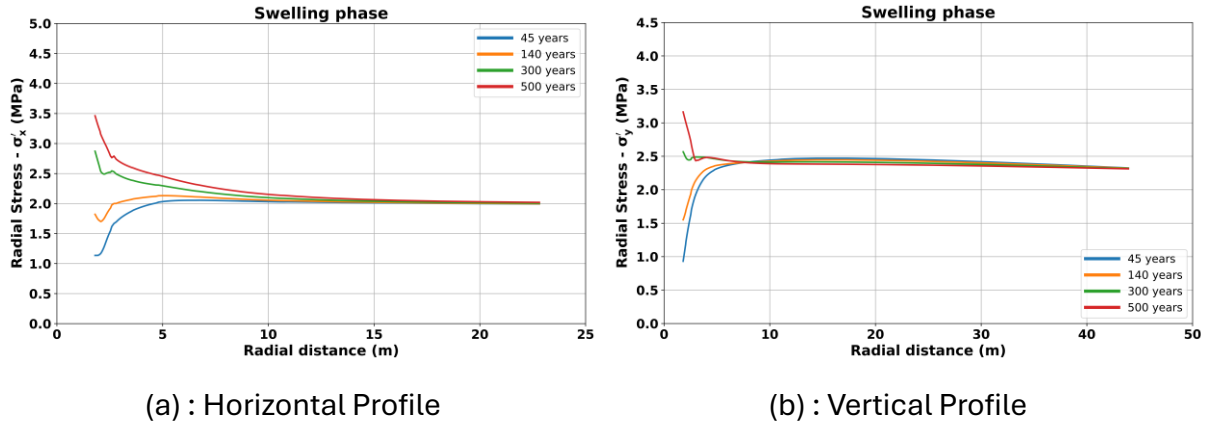 Swelling phase
Radial Stress - σ′x (MPa)
5.0
4.5
4.0
3.5
3.0
2.5
2.0
1.5
1.0
0.5
0.0
45 years
140 years
300 years
500 years
0 5 10 15 20 25
Radial distance (m)
(a) : Horizontal Profile
Swelling phase
Radial Stress - σ′y (MPa)
4.5
4.0
3.5
3.0
2.5
2.0
1.5
1.0
0.5
0.0
45 years
140 years
300 years
500 years
0 10 20 30 40 50
Radial distance (m)
(b) : Vertical Profile